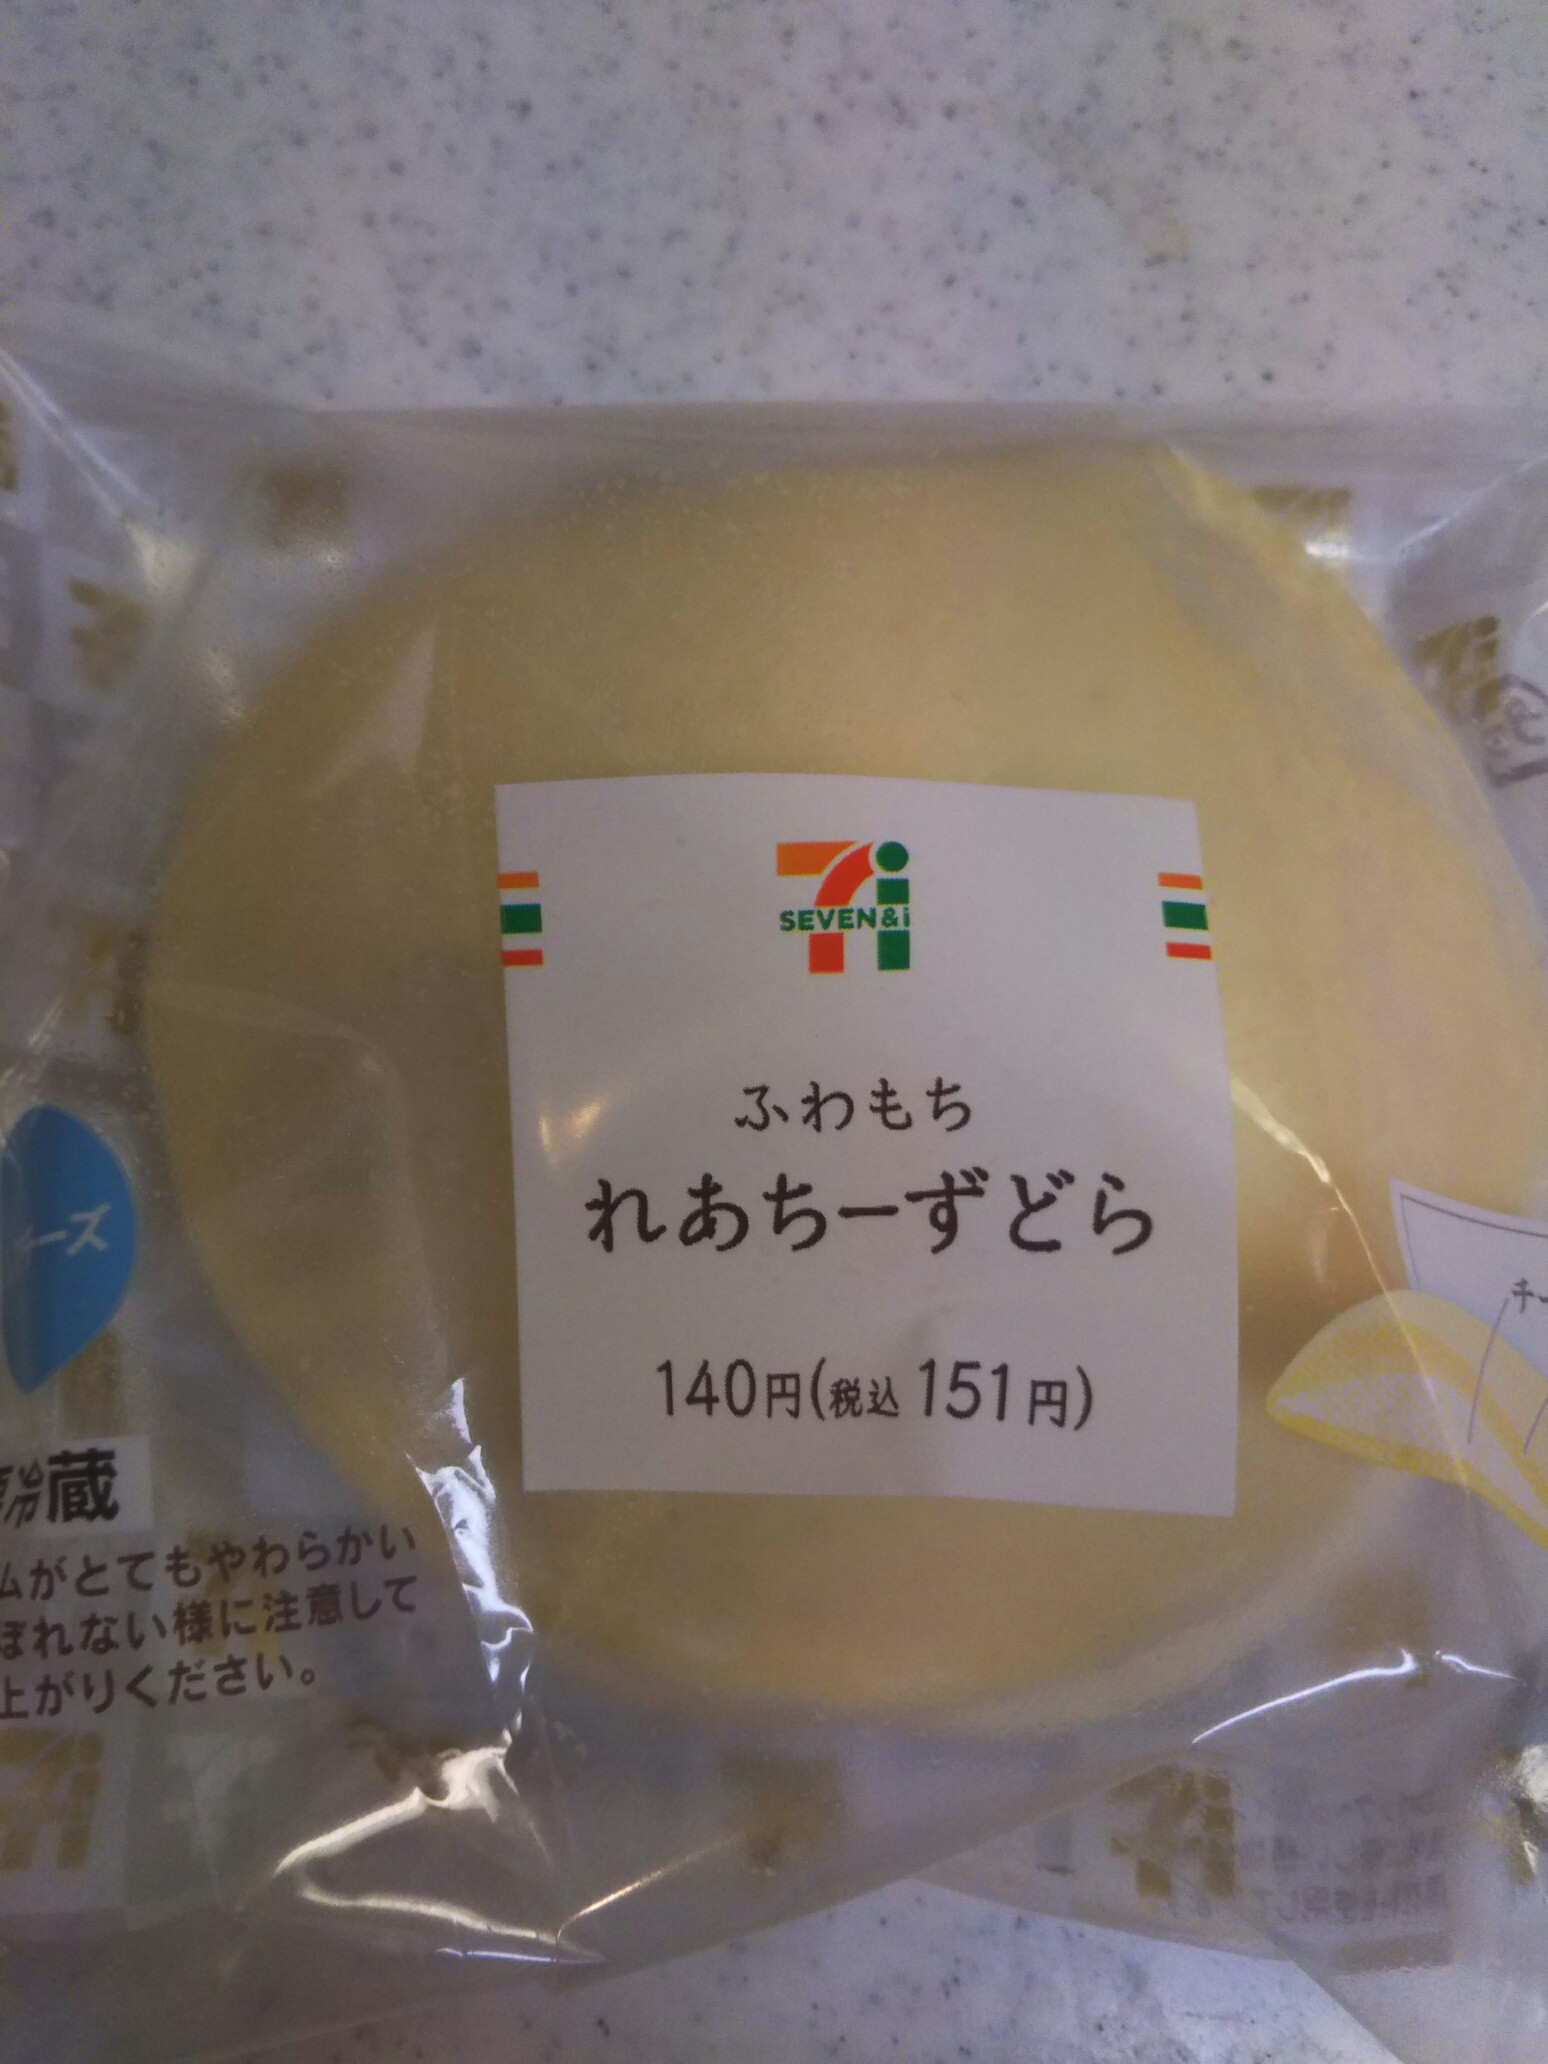 SEVEN&i
ふわもち
れあちーずどら
140円(税込 151円)
ーズ
冷蔵
ムがとてもやわらかい
ぼれない様に注意して
上がりください。